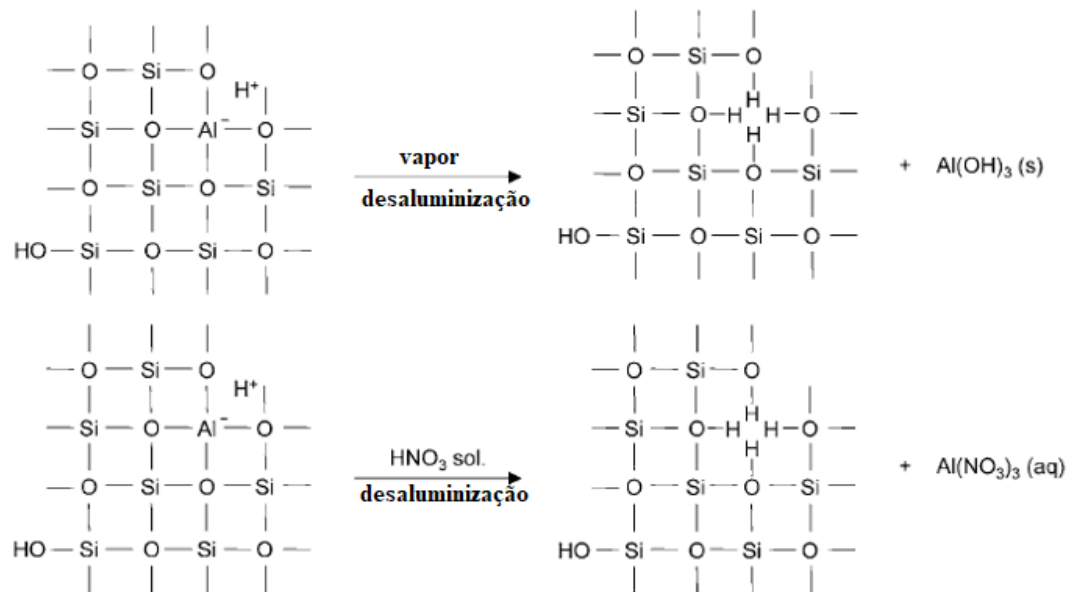 O Si O O Si O
H⁺ H
Si O Al⁻ O vapor Si O H H O
H
O Si O Si desaluminização O Si O Si + Al(OH)₃ (s)
HO Si O Si O HO Si O Si O
O Si O O Si O
H⁺ H
Si O Al⁻ O HNO₃ sol. Si O H H O
H
O Si O Si desaluminização O Si O Si + Al(NO₃)₃ (aq)
HO Si O Si O HO Si O Si O